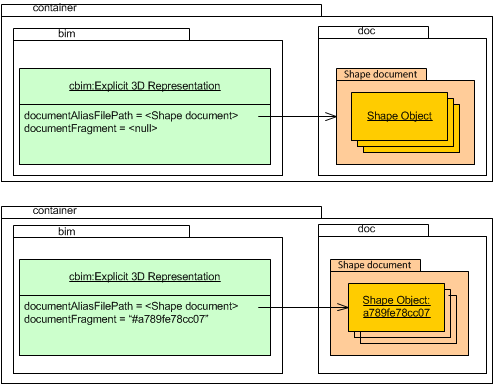 container
bim
doc
cbim:Explicit 3D Representation
documentAliasFilePath = <Shape document>
documentFragment = <null>
Shape document
Shape Object
container
bim
doc
cbim:Explicit 3D Representation
documentAliasFilePath = <Shape document>
documentFragment = “#a789fe78cc07”
Shape document
Shape Object:
a789fe78cc07